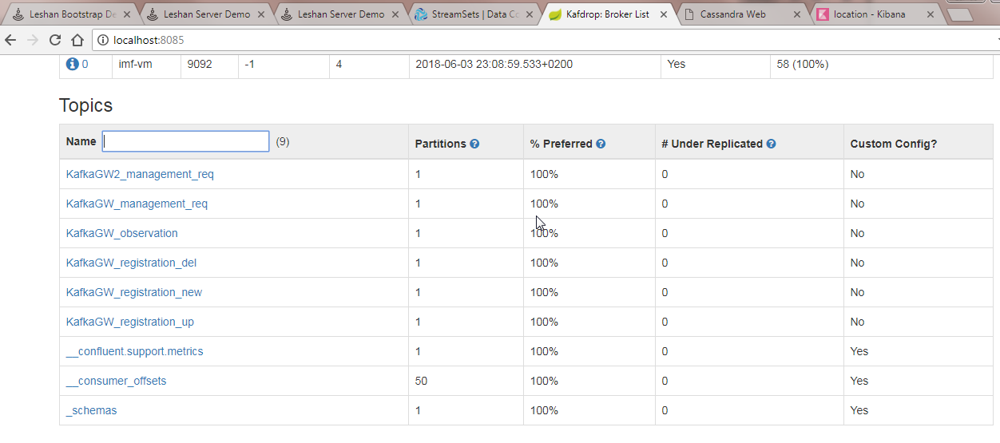 Leshan Bootstrap De
Leshan Server Demo
Leshan Server Demo
StreamSets | Data Co
Kafdrop: Broker List
Cassandra Web
location - Kibana
localhost:8085
0 imf-vm 9092 -1 4 2018-06-03 23:08:59.533+0200 Yes 58 (100%)
Topics
Name (9) Partitions % Preferred # Under Replicated Custom Config?
KafkaGW2_management_req 1 100% 0 No
KafkaGW_management_req 1 100% 0 No
KafkaGW_observation 1 100% 0 No
KafkaGW_registration_del 1 100% 0 No
KafkaGW_registration_new 1 100% 0 No
KafkaGW_registration_up 1 100% 0 No
__confluent.support.metrics 1 100% 0 Yes
__consumer_offsets 50 100% 0 Yes
_schemas 1 100% 0 Yes